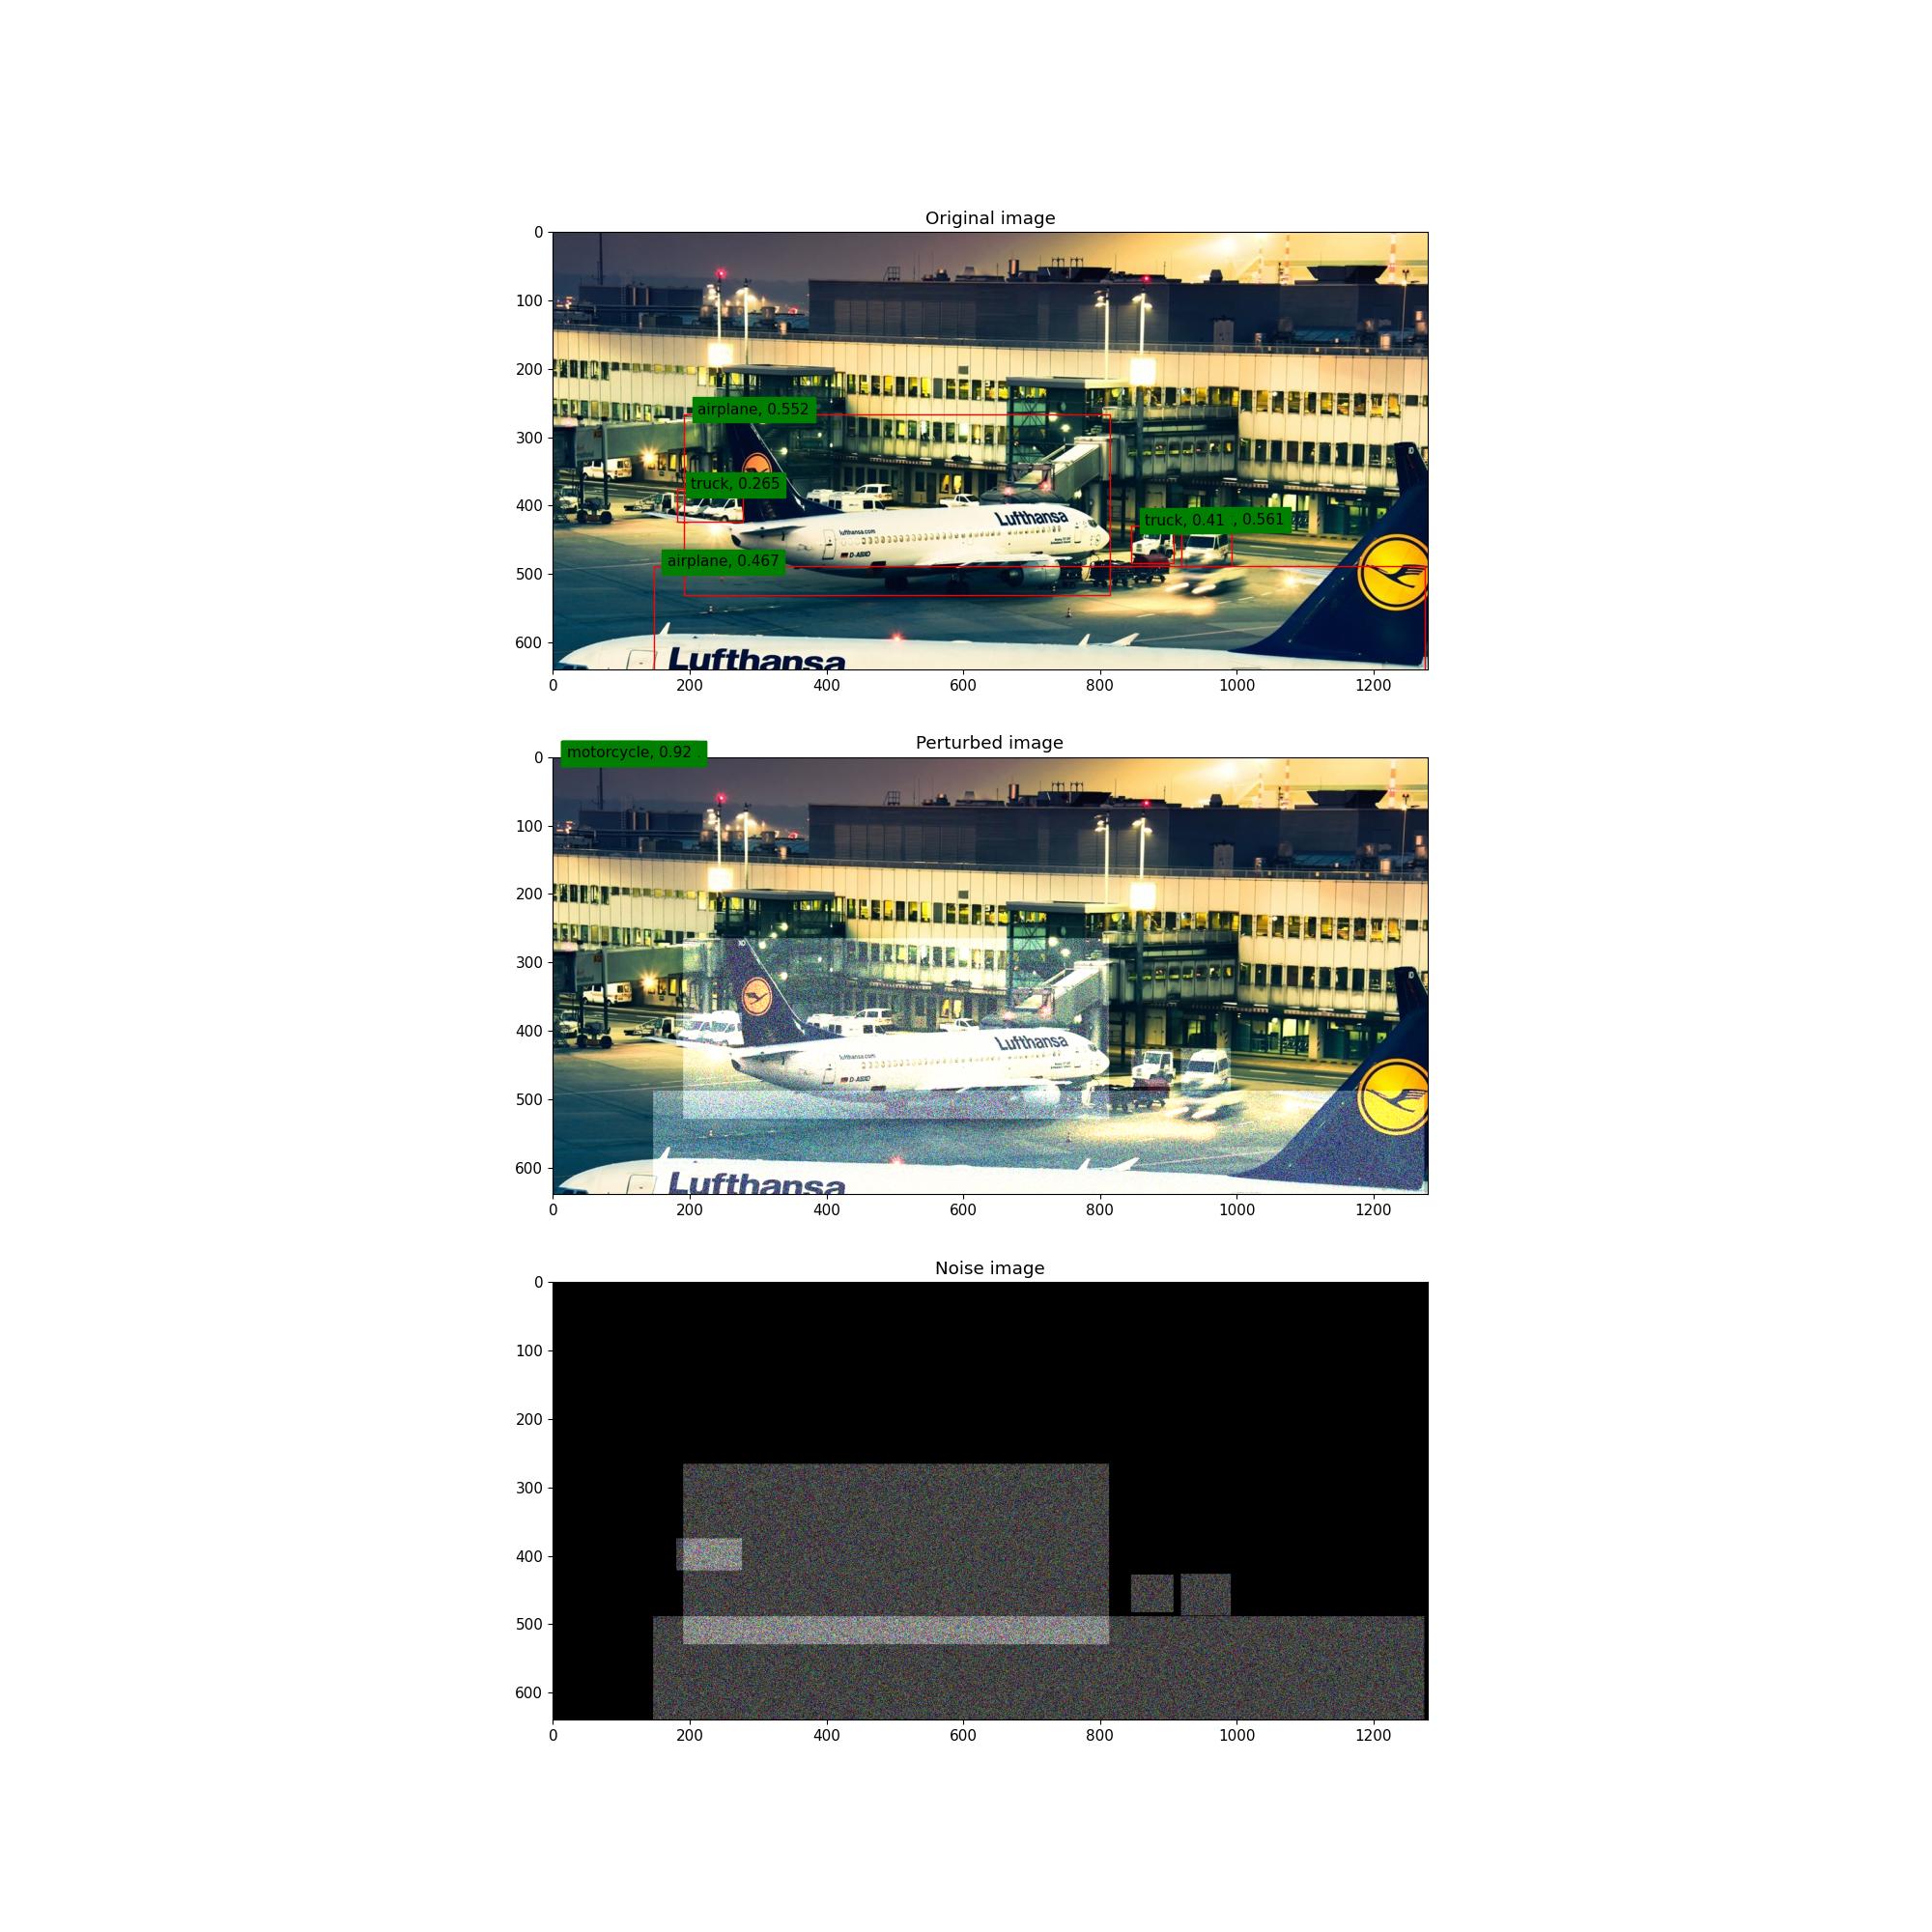 Original image
0
100
200
300
400
500
600
airplane, 0.552
truck, 0.265
truck, 0.41 , 0.561
airplane, 0.467
Lufthansa
lufthansa.com
D-ABXD
Lufthansa
0 200 400 600 800 1000 1200
Perturbed image
motorcycle, 0.92
0
100
200
300
400
500
600
Lufthansa
lufthansa.com
Lufthansa
0 200 400 600 800 1000 1200
Noise image
0
100
200
300
400
500
600
0 200 400 600 800 1000 1200